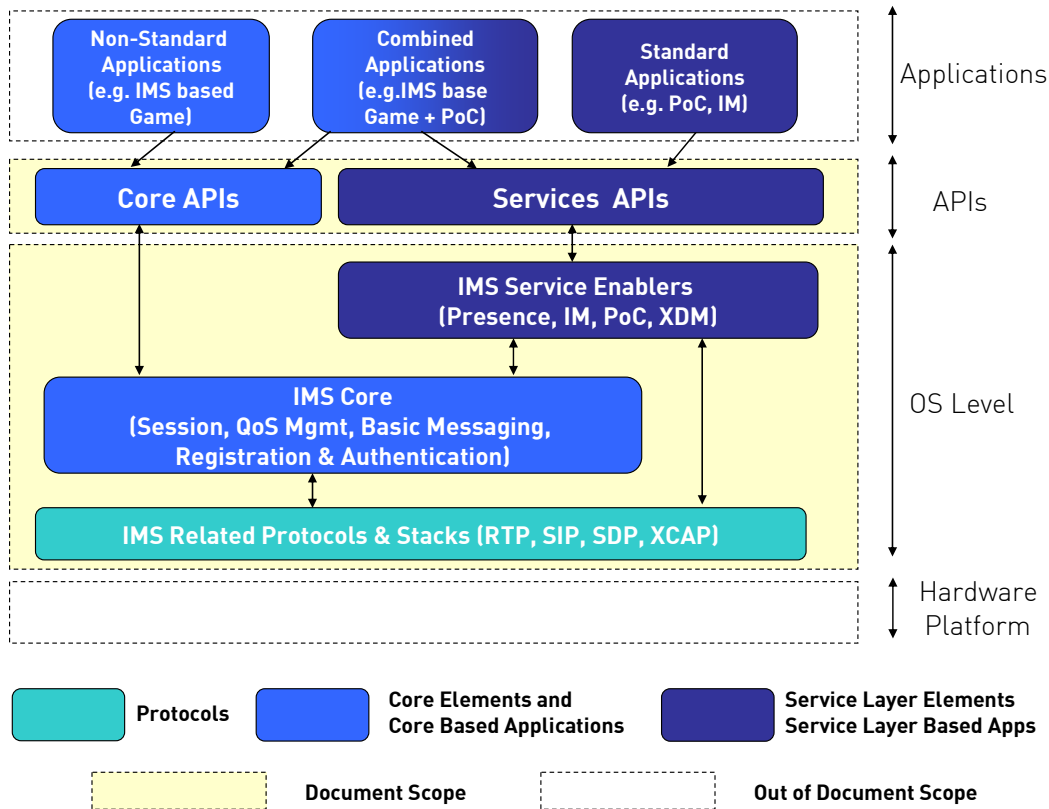 Non-Standard
Applications
(e.g. IMS based
Game)
Combined
Applications
(e.g.IMS base
Game + PoC)
Standard
Applications
(e.g. PoC, IM)
Applications
Core APIs
Services APIs
APIs
IMS Service Enablers
(Presence, IM, PoC, XDM)
IMS Core
(Session, QoS Mgmt, Basic Messaging,
Registration & Authentication)
OS Level
IMS Related Protocols & Stacks (RTP, SIP, SDP, XCAP)
Hardware
Platform
Protocols
Core Elements and
Core Based Applications
Service Layer Elements
Service Layer Based Apps
Document Scope
Out of Document Scope